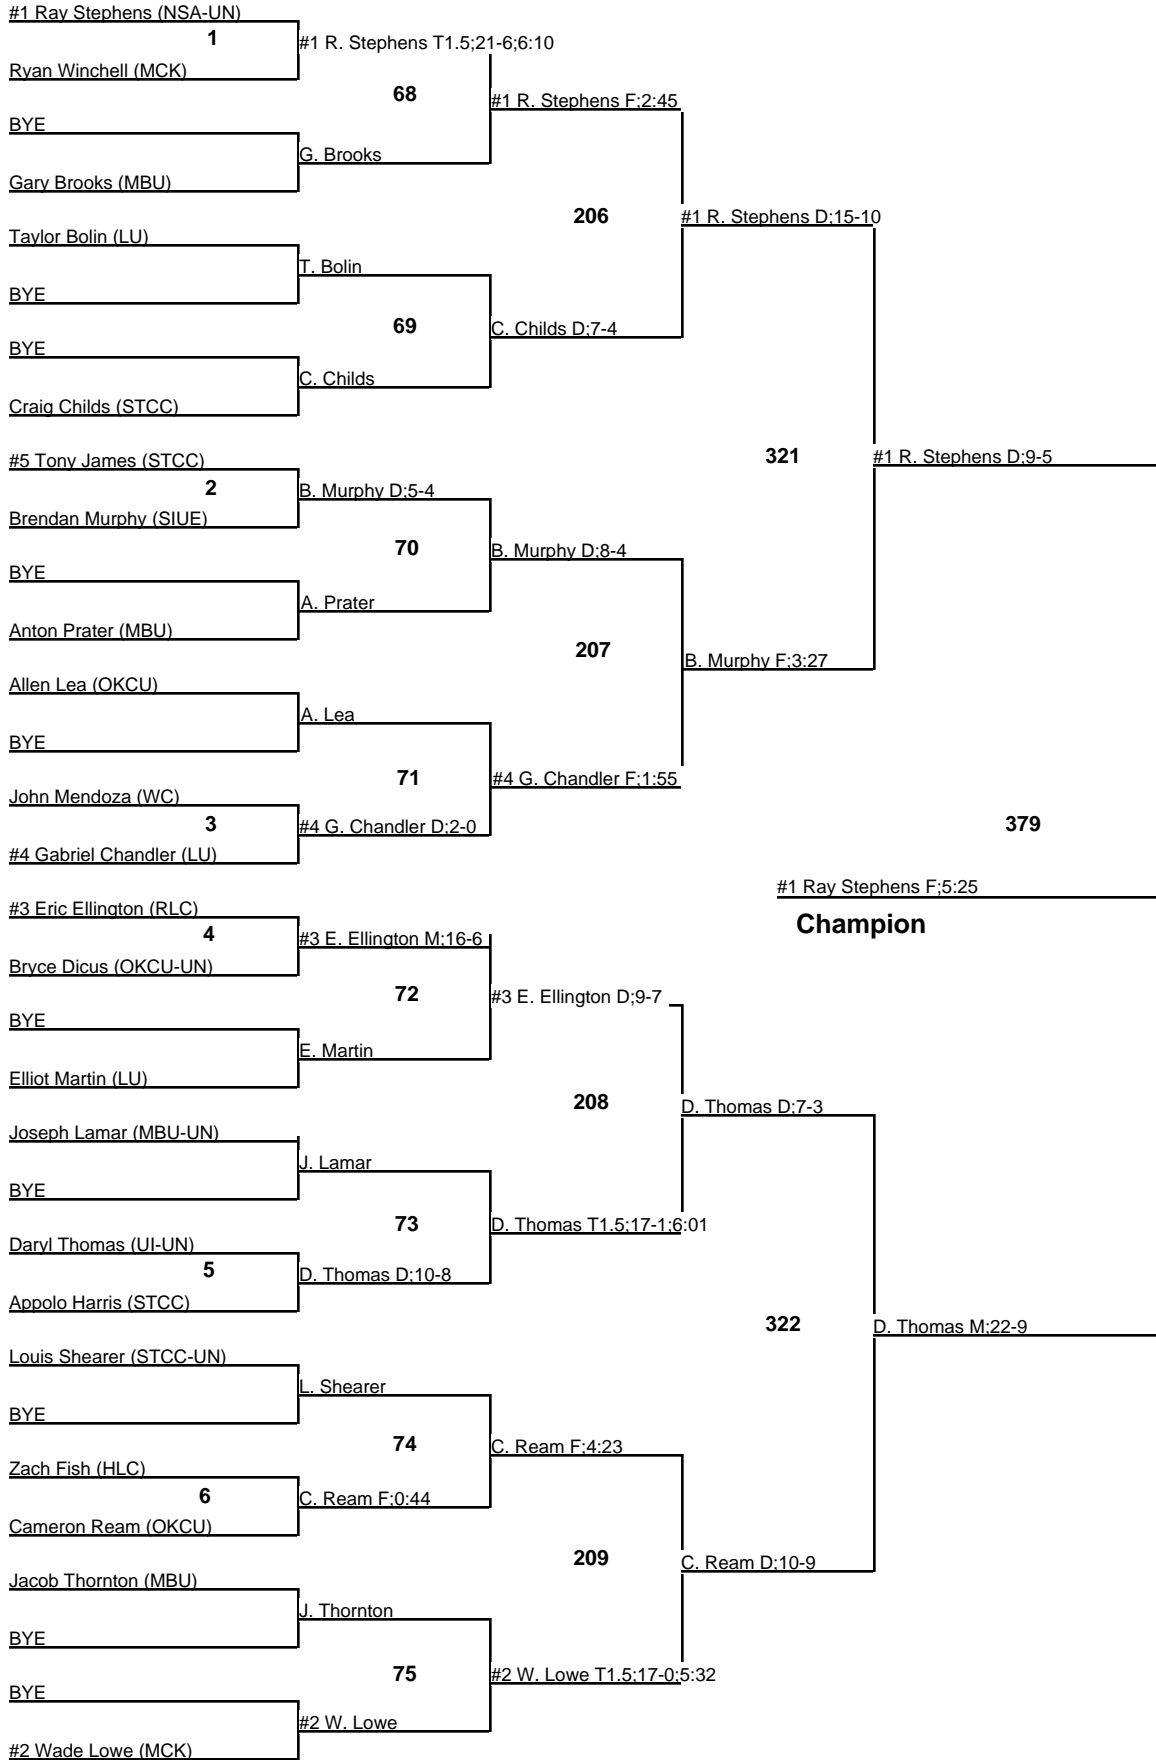 #1 Ray Stephens (NSA-UN)
1
#1 R. Stephens T1.5;21-6;6:10
Ryan Winchell (MCK)
68
#1 R. Stephens F;2:45
BYE
G. Brooks
Gary Brooks (MBU)
206
#1 R. Stephens D;15-10
Taylor Bolin (LU)
T. Bolin
BYE
69
C. Childs D;7-4
BYE
C. Childs
Craig Childs (STCC)
321
#1 R. Stephens D;9-5
#5 Tony James (STCC)
2
B. Murphy D;5-4
Brendan Murphy (SIUE)
70
B. Murphy D;8-4
BYE
A. Prater
Anton Prater (MBU)
207
B. Murphy F;3:27
Allen Lea (OKCU)
A. Lea
BYE
71
#4 G. Chandler F;1:55
John Mendoza (WC)
3
#4 G. Chandler D;2-0
379
#4 Gabriel Chandler (LU)
#1 Ray Stephens F;5:25
Champion
#3 Eric Ellington (RLC)
4
#3 E. Ellington M;16-6
Bryce Dicus (OKCU-UN)
72
#3 E. Ellington D;9-7
BYE
E. Martin
Elliot Martin (LU)
208
D. Thomas D;7-3
Joseph Lamar (MBU-UN)
J. Lamar
BYE
73
D. Thomas T1.5;17-1;6:01
Daryl Thomas (UI-UN)
5
D. Thomas D;10-8
Appolo Harris (STCC)
322
D. Thomas M;22-9
Louis Shearer (STCC-UN)
L. Shearer
BYE
74
C. Ream F;4:23
Zach Fish (HLC)
6
C. Ream F;0:44
Cameron Ream (OKCU)
209
C. Ream D;10-9
Jacob Thornton (MBU)
J. Thornton
BYE
75
#2 W. Lowe T1.5;17-0;5:32
BYE
#2 W. Lowe
#2 Wade Lowe (MCK)